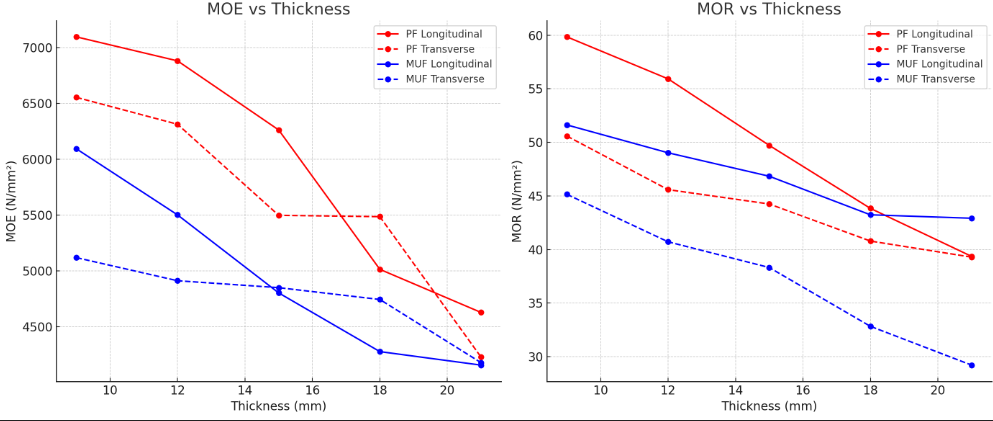 MOE vs Thickness
PF Longitudinal
PF Transverse
MUF Longitudinal
MUF Transverse
7000
6500
6000
5500
5000
4500
MOE (N/mm²)
10 12 14 16 18 20
Thickness (mm)
MOR vs Thickness
PF Longitudinal
PF Transverse
MUF Longitudinal
MUF Transverse
60
55
50
45
40
35
30
MOR (N/mm²)
10 12 14 16 18 20
Thickness (mm)